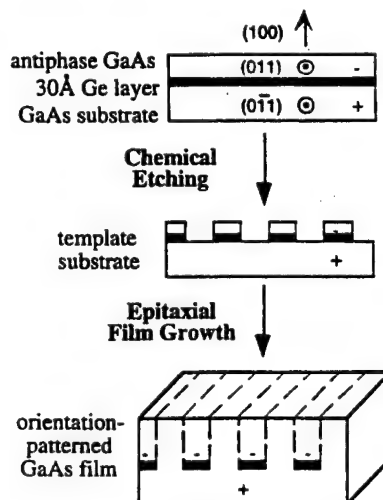 (100)
antiphase GaAs (011) ⊙ -
30Å Ge layer
GaAs substrate (01̄1) ⊙ +
Chemical
Etching
template
substrate
-
+
Epitaxial
Film Growth
orientation-
patterned
GaAs film
- - - -
+